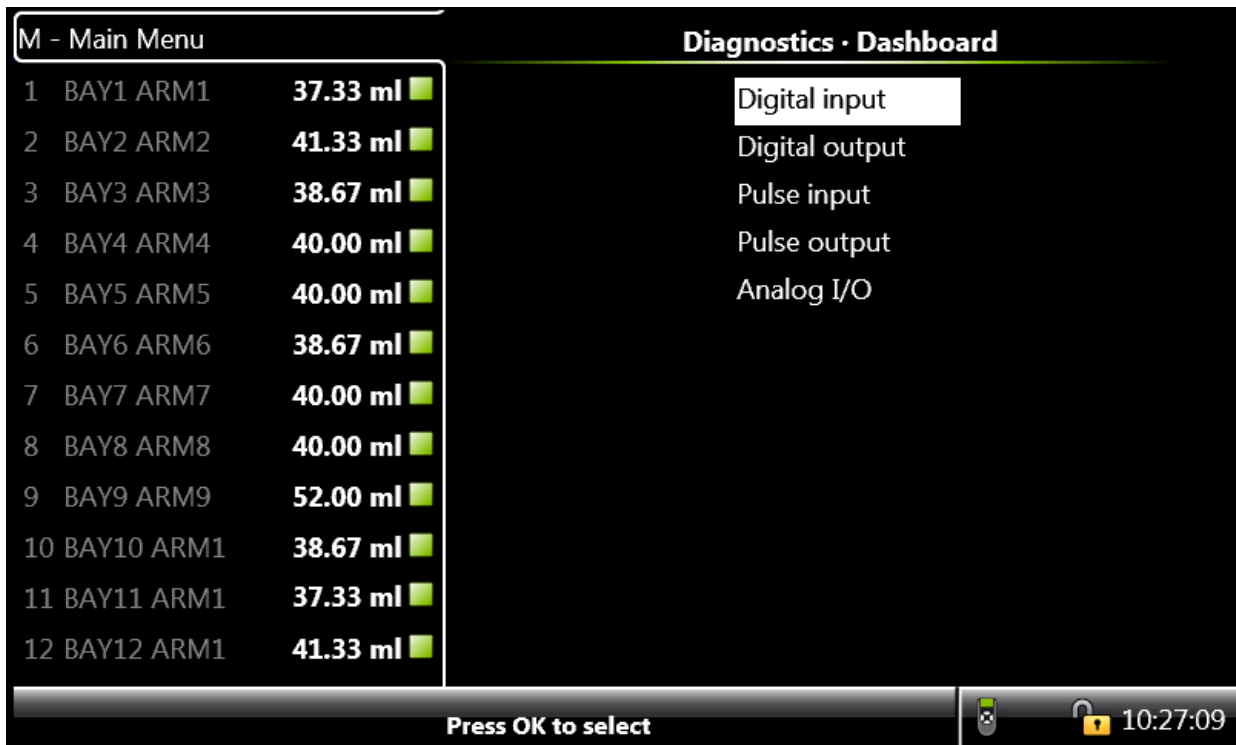 M - Main Menu
1 BAY1 ARM1 37.33 ml
2 BAY2 ARM2 41.33 ml
3 BAY3 ARM3 38.67 ml
4 BAY4 ARM4 40.00 ml
5 BAY5 ARM5 40.00 ml
6 BAY6 ARM6 38.67 ml
7 BAY7 ARM7 40.00 ml
8 BAY8 ARM8 40.00 ml
9 BAY9 ARM9 52.00 ml
10 BAY10 ARM1 38.67 ml
11 BAY11 ARM1 37.33 ml
12 BAY12 ARM1 41.33 ml
Diagnostics · Dashboard
Digital input
Digital output
Pulse input
Pulse output
Analog I/O
Press OK to select
10:27:09